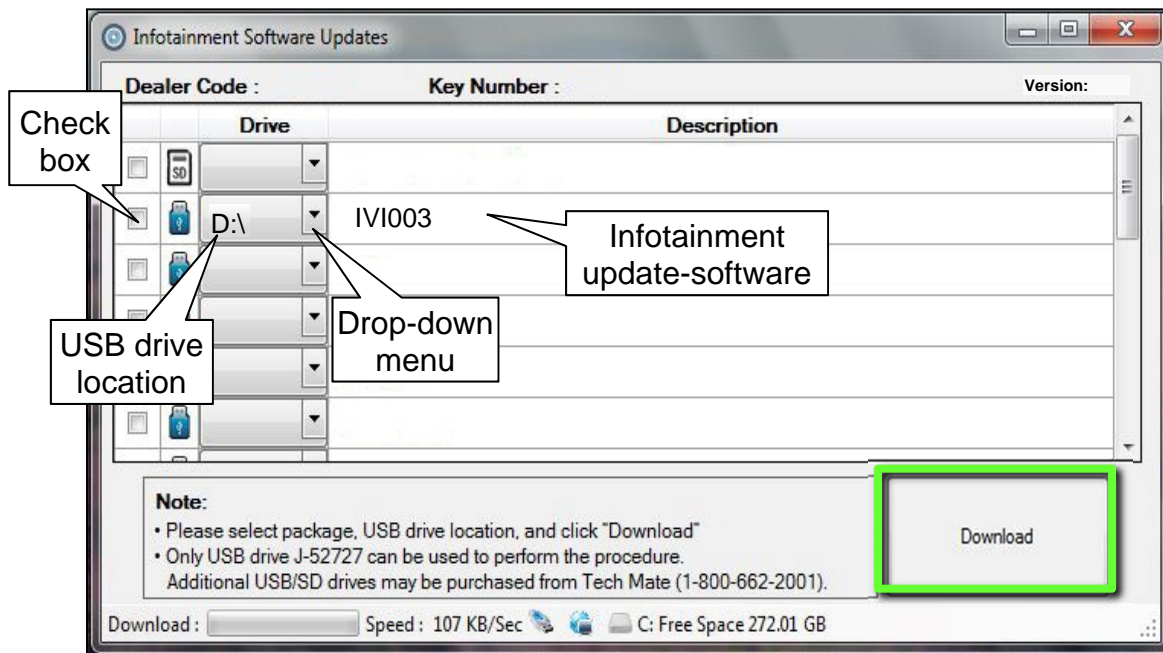 Infotainment Software Updates
Dealer Code :
Key Number :
Version:
Check
box
Drive
Description
SD
D:\
IVI003
Infotainment
update-software
USB drive
location
Drop-down
menu
Note:
• Please select package, USB drive location, and click "Download"
• Only USB drive J-52727 can be used to perform the procedure.
Additional USB/SD drives may be purchased from Tech Mate (1-800-662-2001).
Download
Download :
Speed : 107 KB/Sec
C: Free Space 272.01 GB